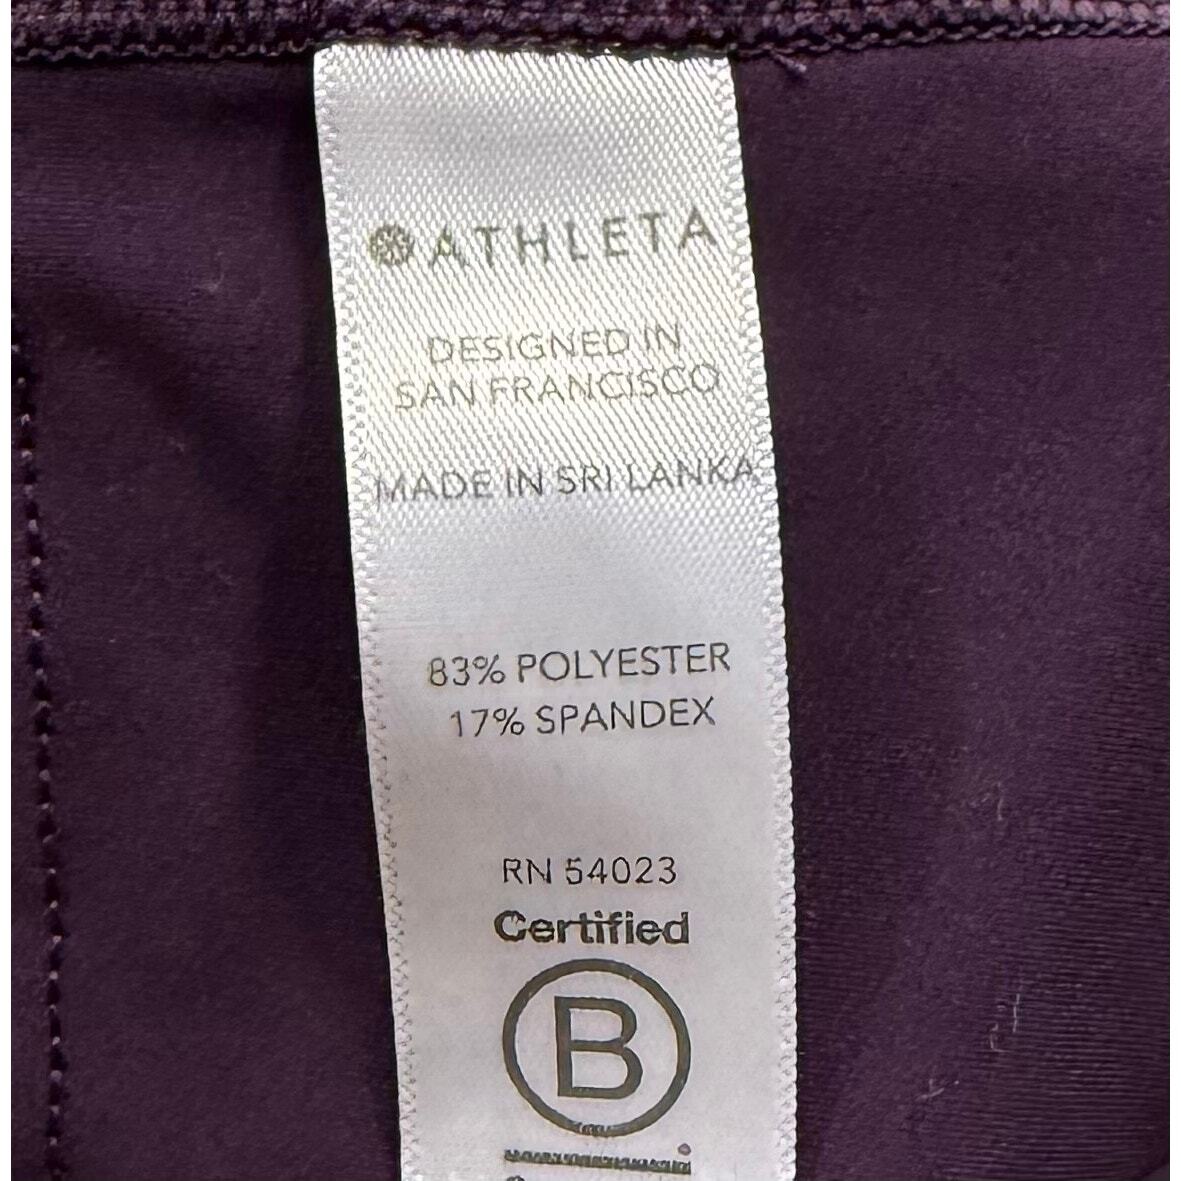 ATHLETA
DESIGNED IN
SAN FRANCISCO
MADE IN SRI LANKA
83% POLYESTER
17% SPANDEX
RN 54023
Certified
B